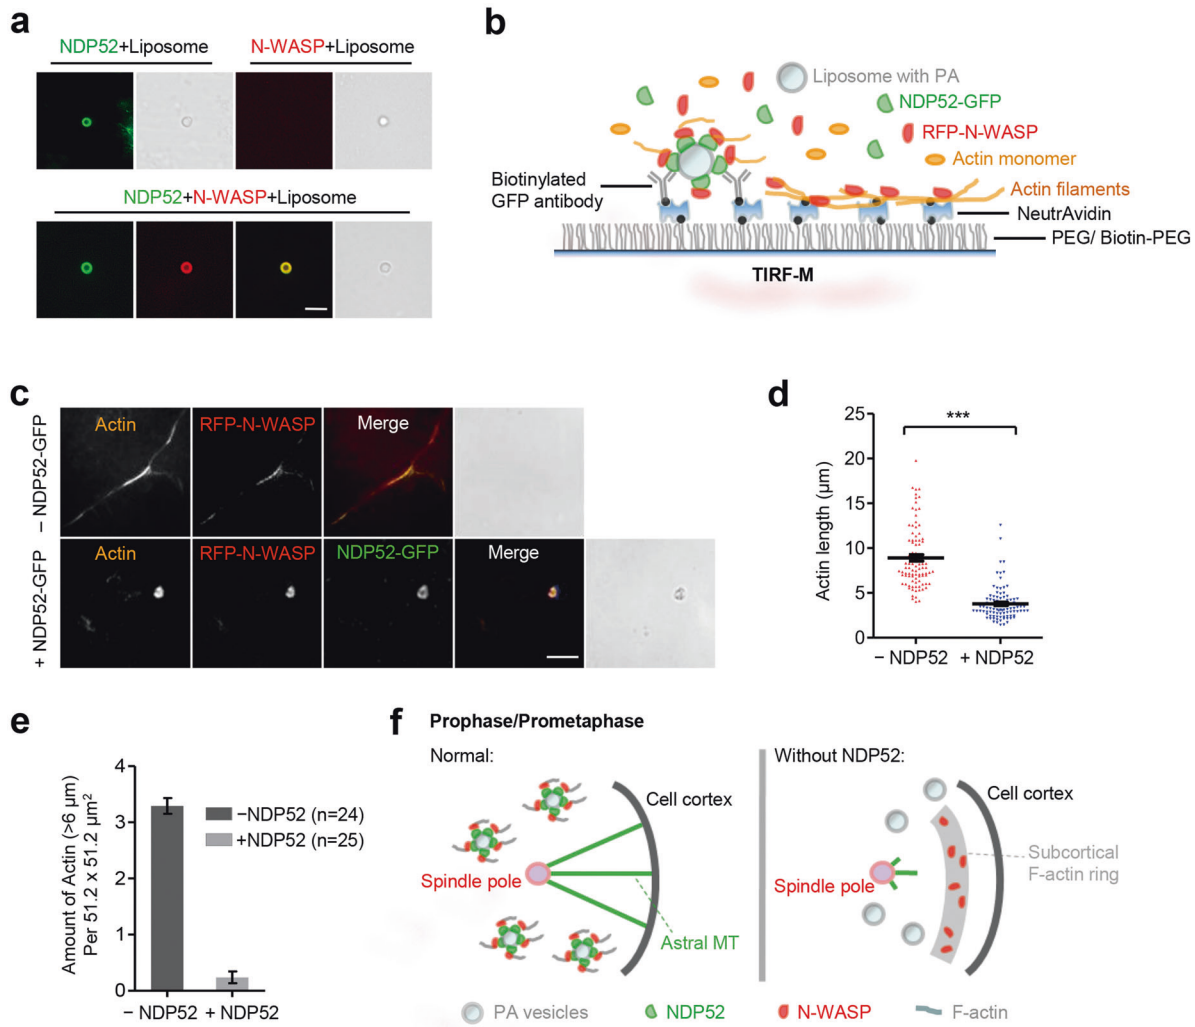 a
NDP52+Liposome
N-WASP+Liposome
NDP52+N-WASP+Liposome
b
Liposome with PA
NDP52-GFP
RFP-N-WASP
Actin monomer
Biotinylated
GFP antibody
Actin filaments
NeutrAvidin
PEG/ Biotin-PEG
TIRF-M
c
− NDP52-GFP
Actin
RFP-N-WASP
Merge
+ NDP52-GFP
Actin
RFP-N-WASP
NDP52-GFP
Merge
d
Actin length (μm)
25
20
15
10
5
0
***
− NDP52
+ NDP52
e
Amount of Actin (>6 μm)
Per 51.2 x 51.2 μm²
4
3
2
1
0
−NDP52 (n=24)
+NDP52 (n=25)
− NDP52
+ NDP52
f
Prophase/Prometaphase
Normal:
Cell cortex
Spindle pole
Astral MT
Without NDP52:
Cell cortex
Spindle pole
Subcortical
F-actin ring
PA vesicles
NDP52
N-WASP
F-actin